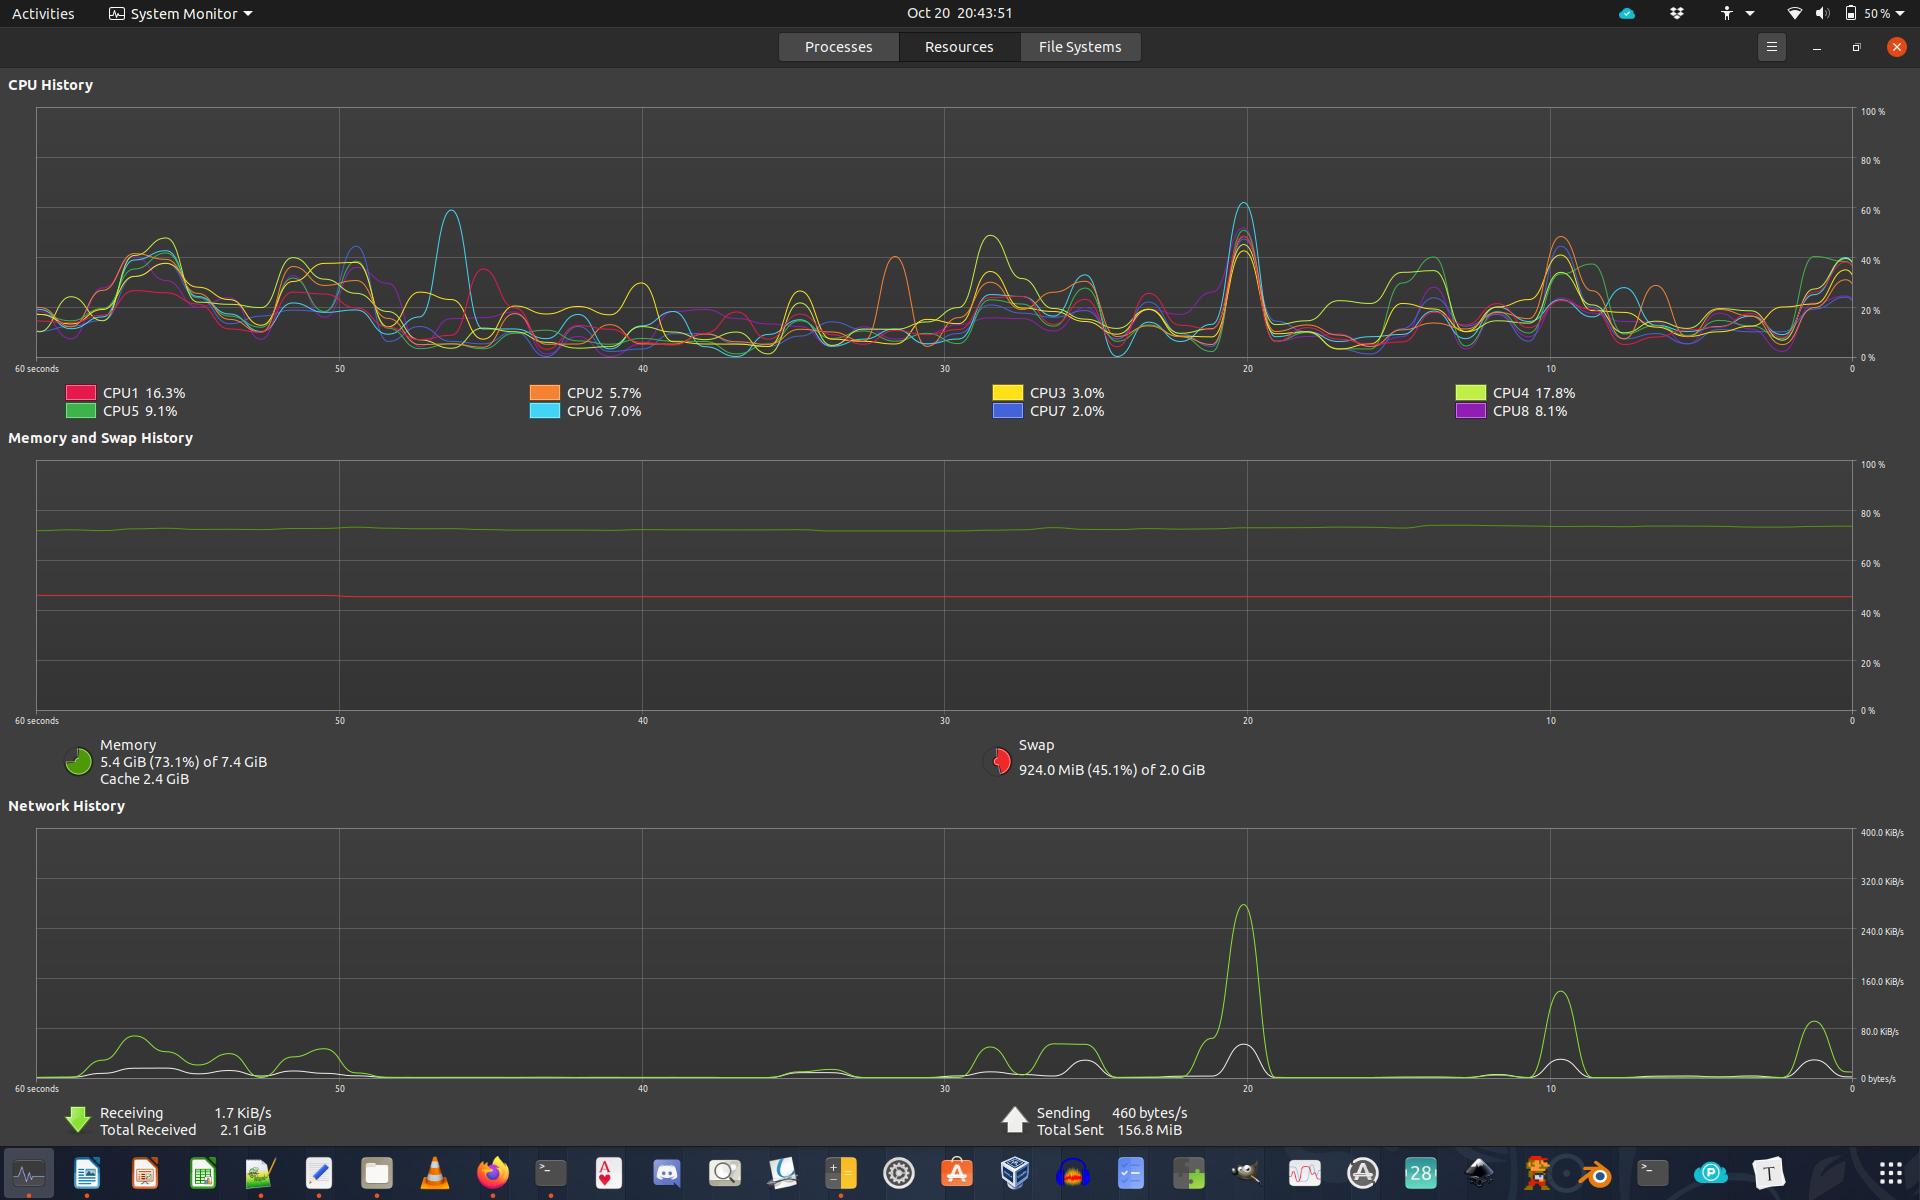 Activities System Monitor Oct 20 20:43:51 50 %
Processes Resources File Systems
CPU History
100 %
80 %
60 %
40 %
20 %
0 %
60 seconds 50 40 30 20 10 0
CPU1 16.3% CPU2 5.7% CPU3 3.0% CPU4 17.8%
CPU5 9.1% CPU6 7.0% CPU7 2.0% CPU8 8.1%
Memory and Swap History
100 %
80 %
60 %
40 %
20 %
0 %
60 seconds 50 40 30 20 10 0
Memory Swap
5.4 GiB (73.1%) of 7.4 GiB 924.0 MiB (45.1%) of 2.0 GiB
Cache 2.4 GiB
Network History
400.0 KiB/s
320.0 KiB/s
240.0 KiB/s
160.0 KiB/s
80.0 KiB/s
0 bytes/s
60 seconds 50 40 30 20 10 0
Receiving 1.7 KiB/s Sending 460 bytes/s
Total Received 2.1 GiB Total Sent 156.8 MiB
>_ A A 28 >_ P T